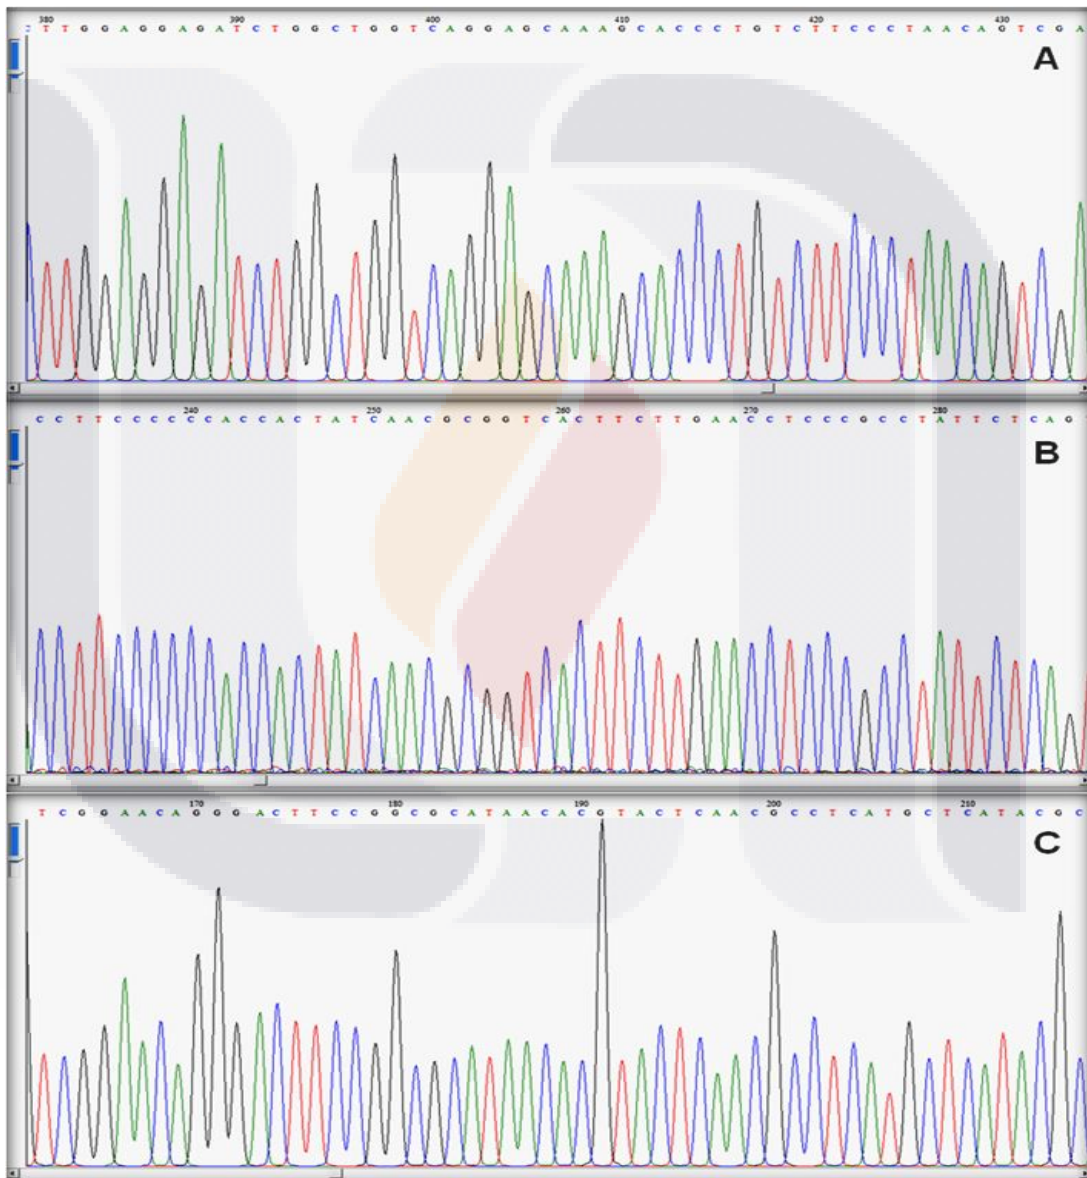 380 390 400 410 420 430
C T T G G A G G A G A T C T G G C T G G T C A G G A G C A A A G C A C C C T G T C T T C C C T A A C A G T C G A
A
240 250 260 270 280
C C T T C C C C C C A C C A C T A T C A A C G C G G T C A C T T C T T G A A C C T C C C G C C T A T T C T C A G
B
170 180 190 200 210
T C G G A A C A G G G A C T T C C G G C G C A T A A C A C G T A C T C A A C G C C T C A T G C T C A T A C G C
C